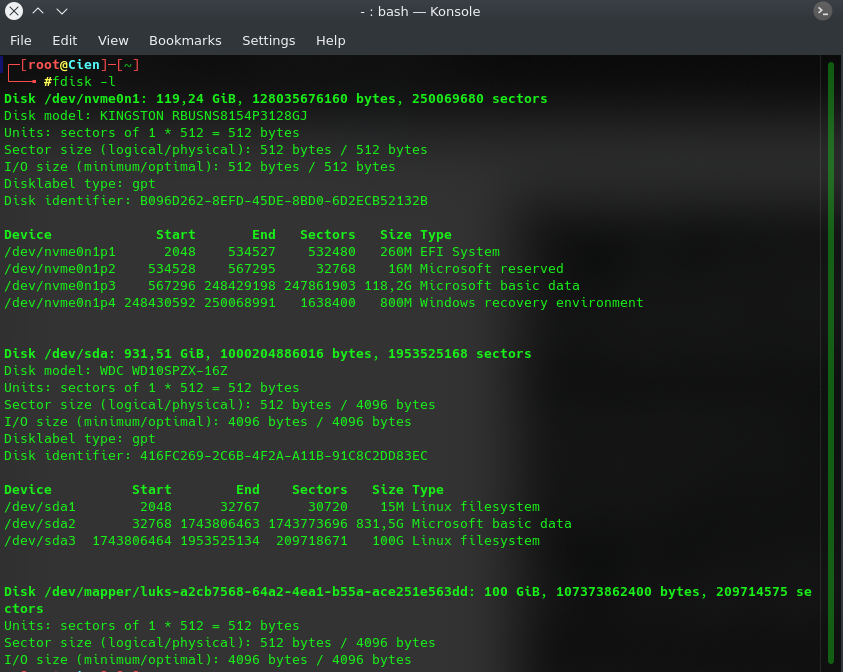 - : bash — Konsole
File Edit View Bookmarks Settings Help
┌─[root@Cien]─[~]
└──╼ #fdisk -l
Disk /dev/nvme0n1: 119,24 GiB, 128035676160 bytes, 250069680 sectors
Disk model: KINGSTON RBUSNS8154P3128GJ
Units: sectors of 1 * 512 = 512 bytes
Sector size (logical/physical): 512 bytes / 512 bytes
I/O size (minimum/optimal): 512 bytes / 512 bytes
Disklabel type: gpt
Disk identifier: B096D262-8EFD-45DE-8BD0-6D2ECB52132B
Device Start End Sectors Size Type
/dev/nvme0n1p1 2048 534527 532480 260M EFI System
/dev/nvme0n1p2 534528 567295 32768 16M Microsoft reserved
/dev/nvme0n1p3 567296 248429198 247861903 118,2G Microsoft basic data
/dev/nvme0n1p4 248430592 250068991 1638400 800M Windows recovery environment
Disk /dev/sda: 931,51 GiB, 1000204886016 bytes, 1953525168 sectors
Disk model: WDC WD10SPZX-16Z
Units: sectors of 1 * 512 = 512 bytes
Sector size (logical/physical): 512 bytes / 4096 bytes
I/O size (minimum/optimal): 4096 bytes / 4096 bytes
Disklabel type: gpt
Disk identifier: 416FC269-2C6B-4F2A-A11B-91C8C2DD83EC
Device Start End Sectors Size Type
/dev/sda1 2048 32767 30720 15M Linux filesystem
/dev/sda2 32768 1743806463 1743773696 831,5G Microsoft basic data
/dev/sda3 1743806464 1953525134 209718671 100G Linux filesystem
Disk /dev/mapper/luks-a2cb7568-64a2-4ea1-b55a-ace251e563dd: 100 GiB, 107373862400 bytes, 209714575 se
ctors
Units: sectors of 1 * 512 = 512 bytes
Sector size (logical/physical): 512 bytes / 4096 bytes
I/O size (minimum/optimal): 4096 bytes / 4096 bytes